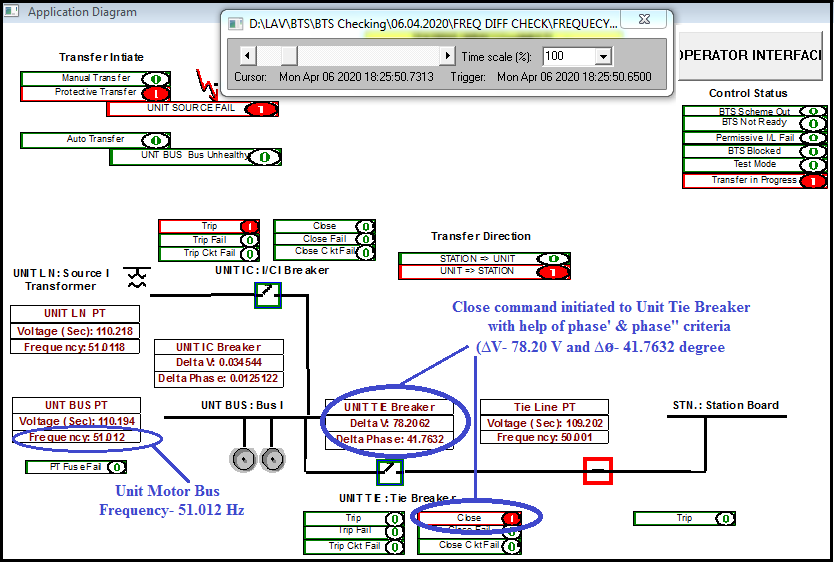 Application Diagram
D:\LAV\BTS\BTS Checking\06.04.2020\FREQ DIFF CHECK\FREQUECY...
Time scale (%): 100
Cursor: Mon Apr 06 2020 18:25:50.7313 Trigger: Mon Apr 06 2020 18:25:50.6500
OPERATOR INTERFACI
Transfer Intiate
Manual Transfer 0
Protective Transfer 1
UNIT SOURCE FAIL 1
Auto Transfer 0
UNT BUS Bus Unhealthy 0
Control Status
BTS Scheme Out 0
BTS Not Ready 0
Permissive I/L Fail 0
BTS Blocked 0
Test Mode 0
Transfer in Progress 1
Trip 1
Trip Fail 0
Trip Ckt Fail 0
Close 0
Close Fail 0
Close Ckt Fail 0
Transfer Direction
STATION => UNIT 0
UNIT => STATION 1
UNIT LN: Source I
Transformer
UNIT IC: I/CI Breaker
UNIT LN PT
Voltage (Sec): 110.218
Frequency: 51.0118
UNIT IC Breaker
Delta V: 0.034544
Delta Phase: 0.0125122
Close command initiated to Unit Tie Breaker
with help of phase' & phase" criteria
(∆V- 78.20 V and ∆ø- 41.7632 degree
UNT BUS PT
Voltage (Sec): 110.194
Frequency: 51.012
PT Fuse Fail 0
UNT BUS: Bus I
UNIT TIE Breaker
Delta V: 78.2062
Delta Phase: 41.7632
Tie Line PT
Voltage (Sec): 109.202
Frequency: 50.001
STN.: Station Board
Unit Motor Bus
Frequency- 51.012 Hz
UNIT TIE : Tie Breaker
Trip 0
Trip Fail 0
Trip Ckt Fail 0
Close 1
Close Fail 0
Close Ckt Fail 0
Trip 0